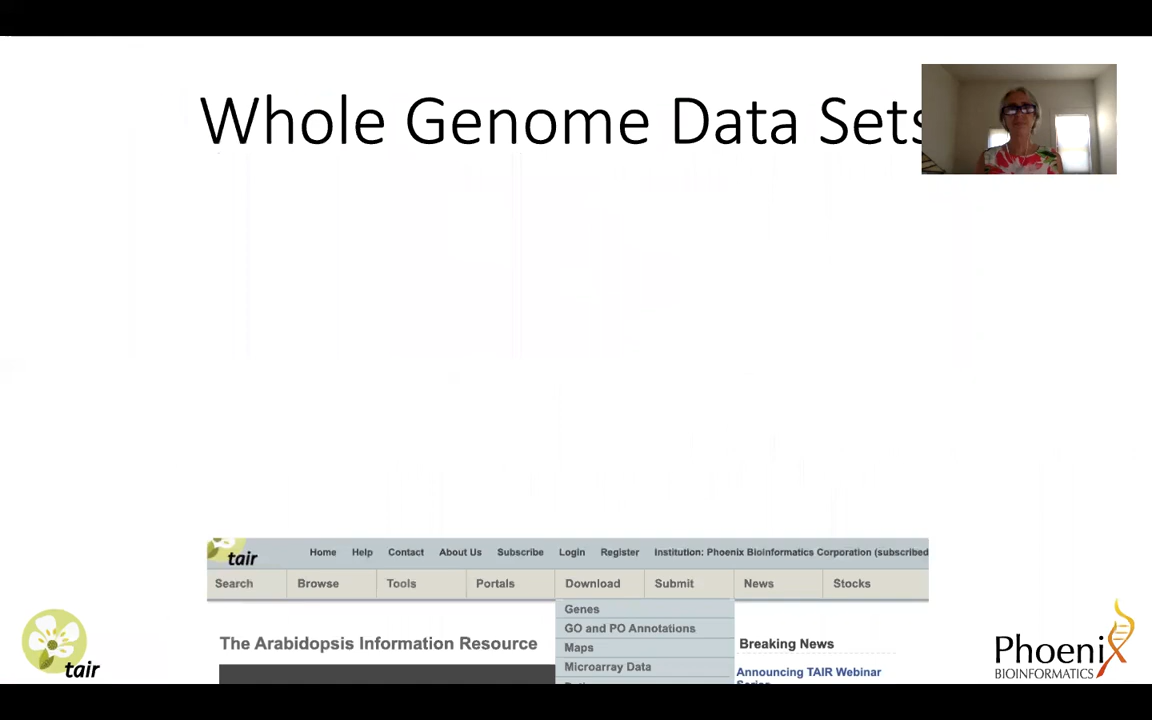 Whole Genome Data Sets
tair
Home Help Contact About Us Subscribe Login Register Institution: Phoenix Bioinformatics Corporation (subscribed
Search Browse Tools Portals Download Submit News Stocks
Genes
GO and PO Annotations
The Arabidopsis Information Resource
Breaking News
Maps
Microarray Data
Announcing TAIR Webinar
tair
Phoenix
BIOINFORMATICS